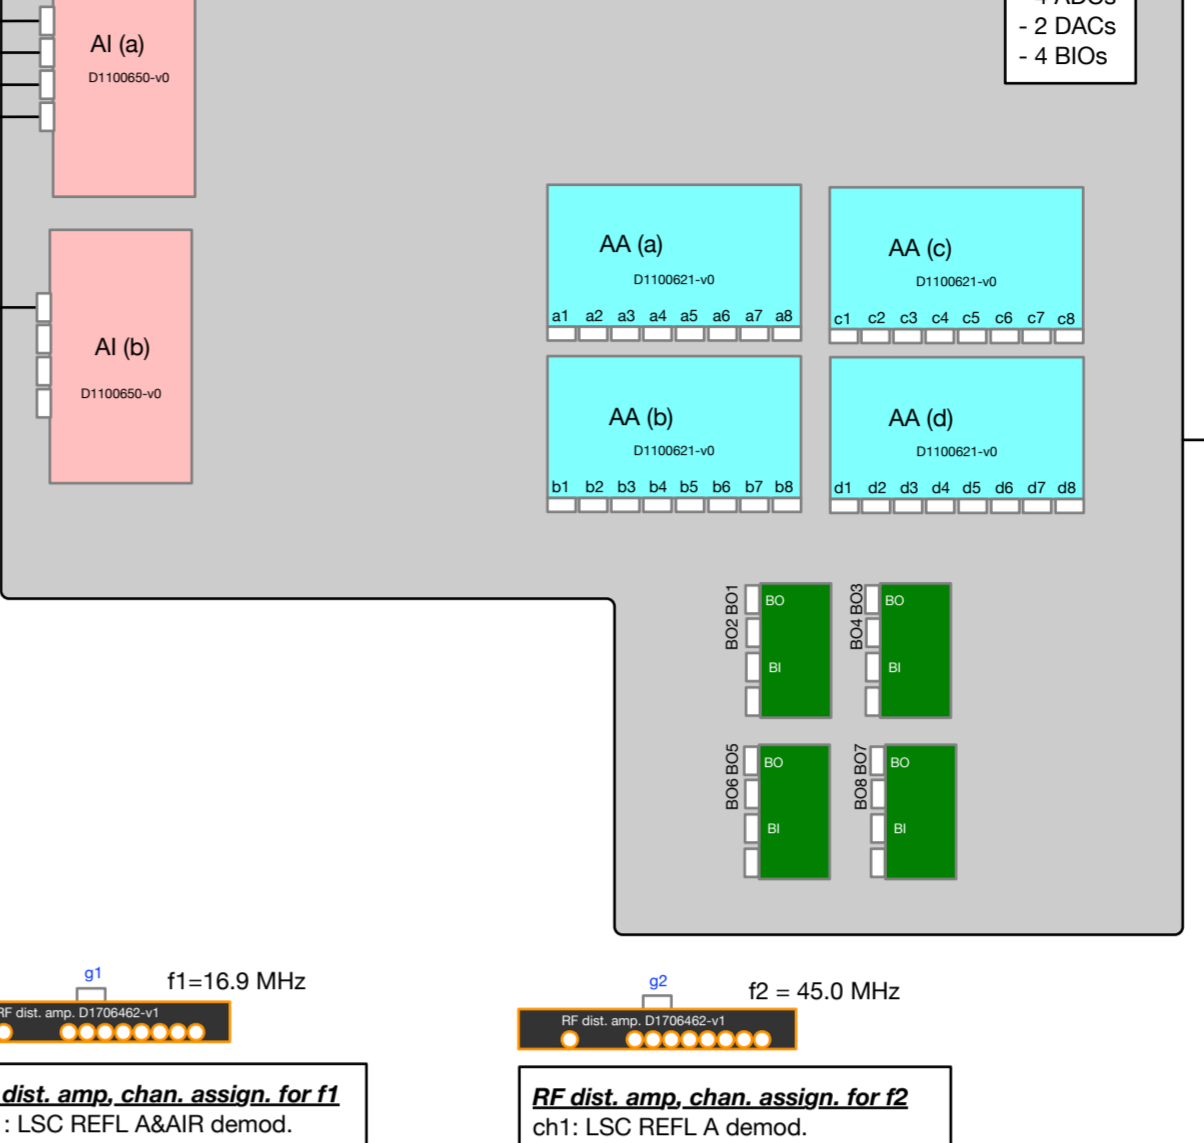 4 ADCs
- 2 DACs
- 4 BIOs
AI (a)
D1100650-v0
AI (b)
D1100650-v0
AA (a)
D1100621-v0
a1 a2 a3 a4 a5 a6 a7 a8
AA (c)
D1100621-v0
c1 c2 c3 c4 c5 c6 c7 c8
AA (b)
D1100621-v0
b1 b2 b3 b4 b5 b6 b7 b8
AA (d)
D1100621-v0
d1 d2 d3 d4 d5 d6 d7 d8
BO2 BO1
BO
BI
BO4 BO3
BO
BI
BO6 BO5
BO
BI
BO8 BO7
BO
BI
g1
f1=16.9 MHz
RF dist. amp. D1706462-v1
g2
f2 = 45.0 MHz
RF dist. amp. D1706462-v1
dist. amp, chan. assign. for f1
: LSC REFL A&AIR demod.
RF dist. amp, chan. assign. for f2
ch1: LSC REFL A demod.